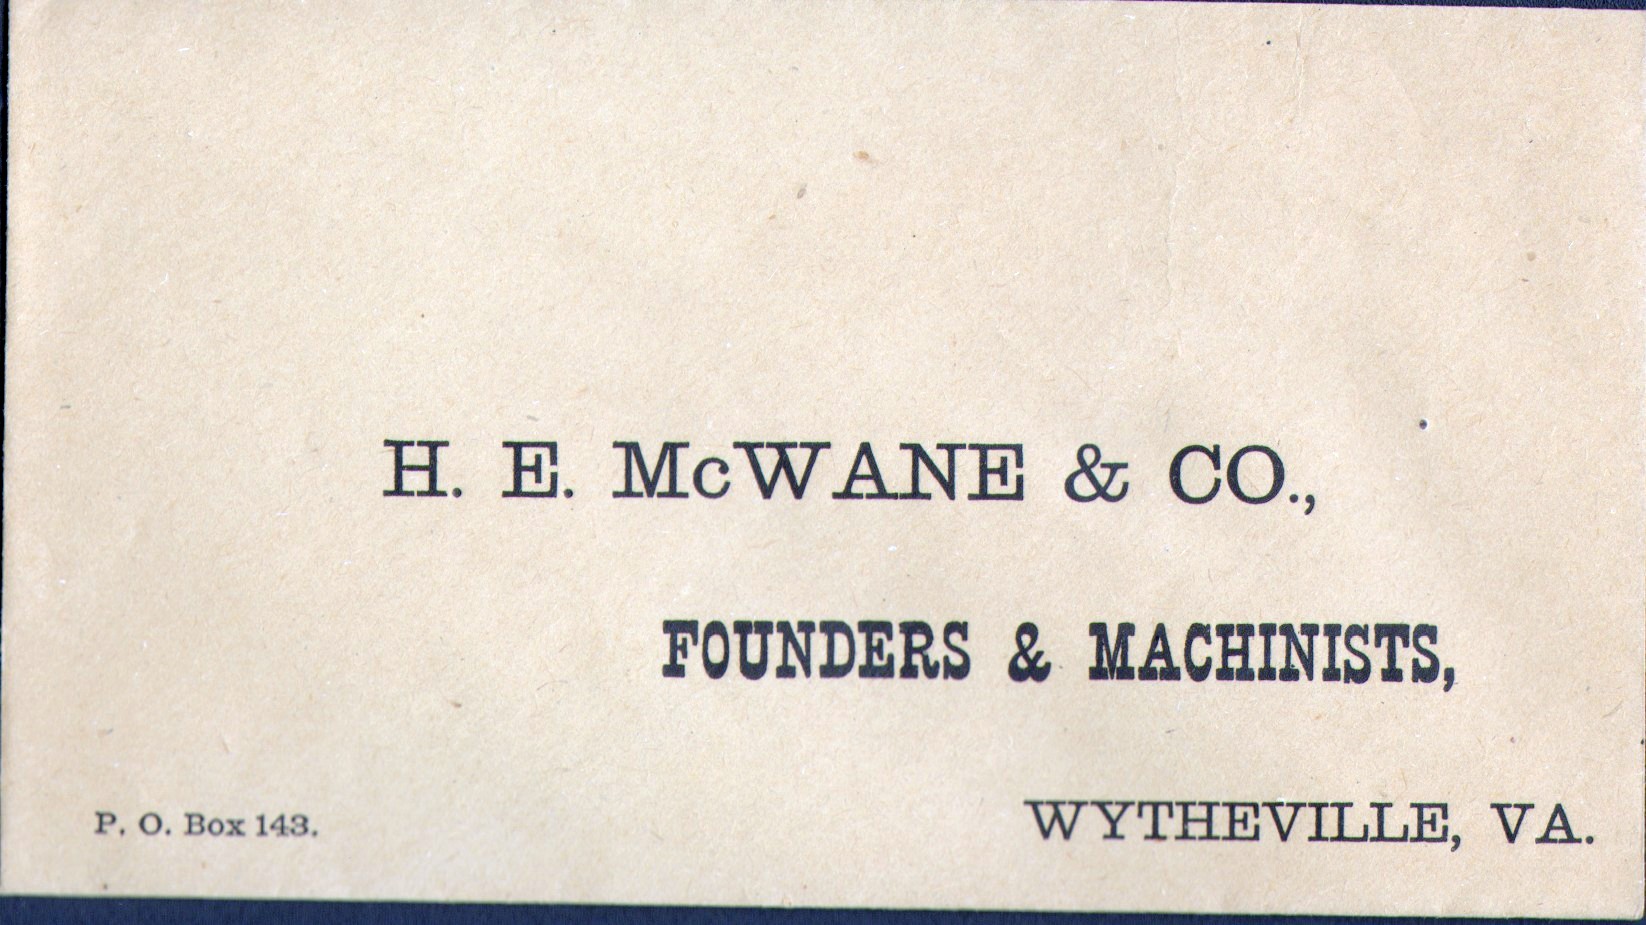 H. E. McWANE & CO.,
FOUNDERS & MACHINISTS,
P. O. Box 143.
WYTHEVILLE, VA.